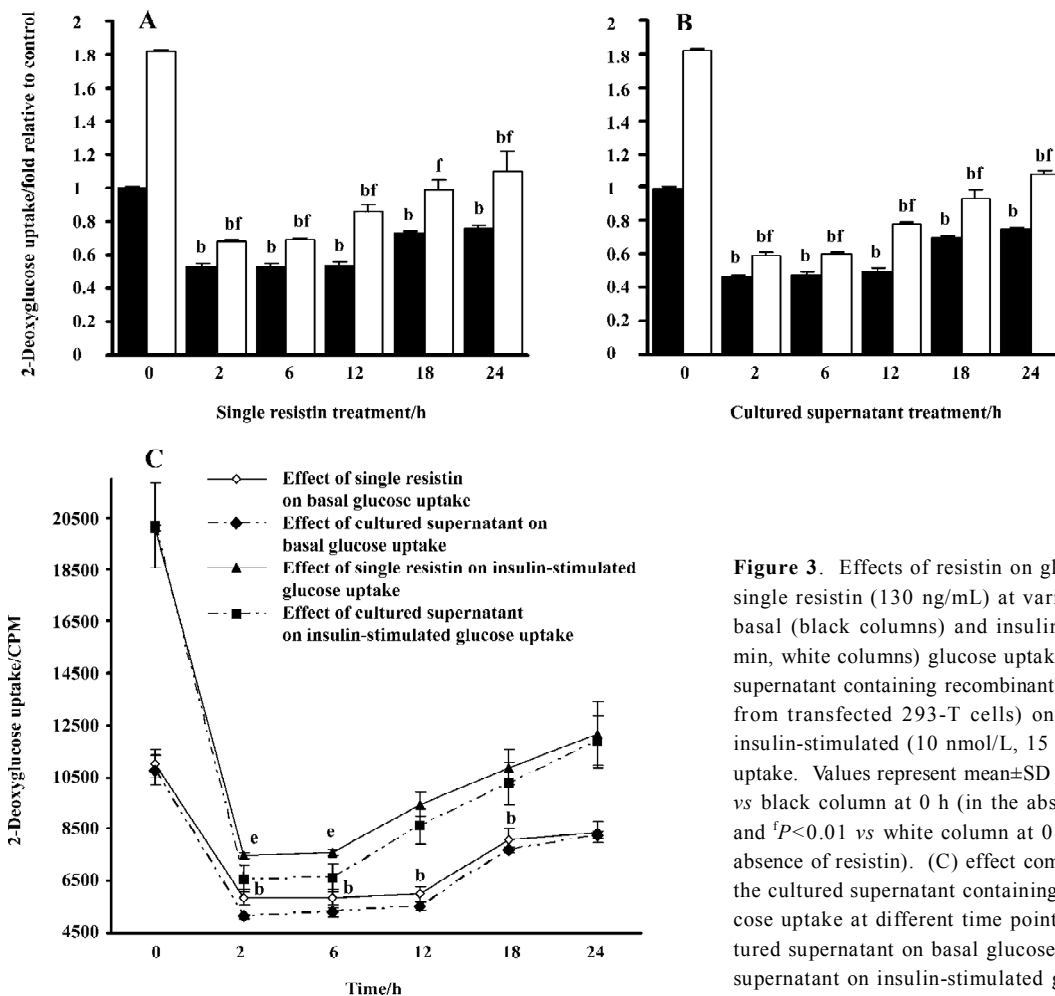 A
2-Deoxyglucose uptake/fold relative to control
2
1.8
1.6
1.4
1.2
1
0.8
0.6
0.4
0.2
0
b bf b bf b bf b f b bf
0 2 6 12 18 24
Single resistin treatment/h
B
2
1.8
1.6
1.4
1.2
1
0.8
0.6
0.4
0.2
0
b bf b bf b bf b bf b bf
0 2 6 12 18 24
Cultured supernatant treatment/h
C
2-Deoxyglucose uptake/CPM
20500
18500
16500
14500
12500
10500
8500
6500
4500
Effect of single resistin
on basal glucose uptake
Effect of cultured supernatant on
basal glucose uptake
Effect of single resistin on insulin-stimulated
glucose uptake
Effect of cultured supernatant
on insulin-stimulated glucose uptake
e e
b b b b
0 2 6 12 18 24
Time/h
Figure 3. Effects of resistin on gl
single resistin (130 ng/mL) at vari
basal (black columns) and insulin
min, white columns) glucose uptak
supernatant containing recombinant
from transfected 293-T cells) on
insulin-stimulated (10 nmol/L, 15
uptake. Values represent mean±SD
vs black column at 0 h (in the abs
and fP<0.01 vs white column at 0
absence of resistin). (C) effect com
the cultured supernatant containing
cose uptake at different time point
tured supernatant on basal glucose
supernatant on insulin-stimulated g